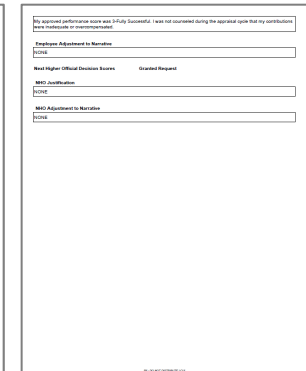 My approved performance score was 3-Fully Successful. I was not counseled during the appraisal cycle that my contributions
were inadequate or overcompensated.
Employee Adjustment to Narrative
NONE
Next Higher Official Decision Scores Granted Request
NHO Justification
NONE
NHO Adjustment to Narrative
NONE